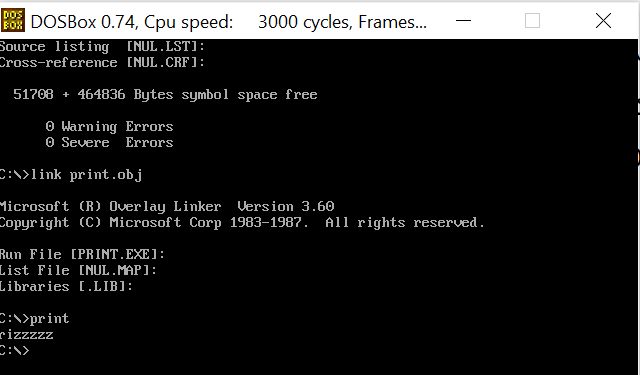 DOS BOX DOSBox 0.74, Cpu speed: 3000 cycles, Frames...
Source listing [NUL.LST]:
Cross-reference [NUL.CRF]:
51708 + 464836 Bytes symbol space free
0 Warning Errors
0 Severe Errors
C:\>link print.obj
Microsoft (R) Overlay Linker Version 3.60
Copyright (C) Microsoft Corp 1983-1987. All rights reserved.
Run File [PRINT.EXE]:
List File [NUL.MAP]:
Libraries [.LIB]:
C:\>print
rizzzzz
C:\>